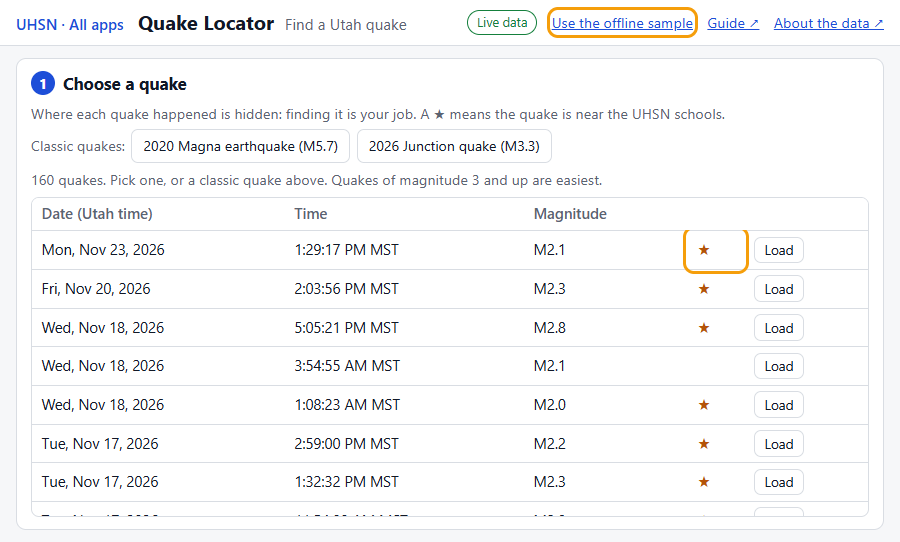 UHSN · All apps Quake Locator Find a Utah quake Live data Use the offline sample Guide ↗ About the data ↗
1 Choose a quake
Where each quake happened is hidden: finding it is your job. A ★ means the quake is near the UHSN schools.
Classic quakes: 2020 Magna earthquake (M5.7) 2026 Junction quake (M3.3)
160 quakes. Pick one, or a classic quake above. Quakes of magnitude 3 and up are easiest.
Date (Utah time) Time Magnitude
Mon, Nov 23, 2026 1:29:17 PM MST M2.1 ★ Load
Fri, Nov 20, 2026 2:03:56 PM MST M2.3 ★ Load
Wed, Nov 18, 2026 5:05:21 PM MST M2.8 ★ Load
Wed, Nov 18, 2026 3:54:55 AM MST M2.1 Load
Wed, Nov 18, 2026 1:08:23 AM MST M2.0 ★ Load
Tue, Nov 17, 2026 2:59:00 PM MST M2.2 ★ Load
Tue, Nov 17, 2026 1:32:32 PM MST M2.3 ★ Load